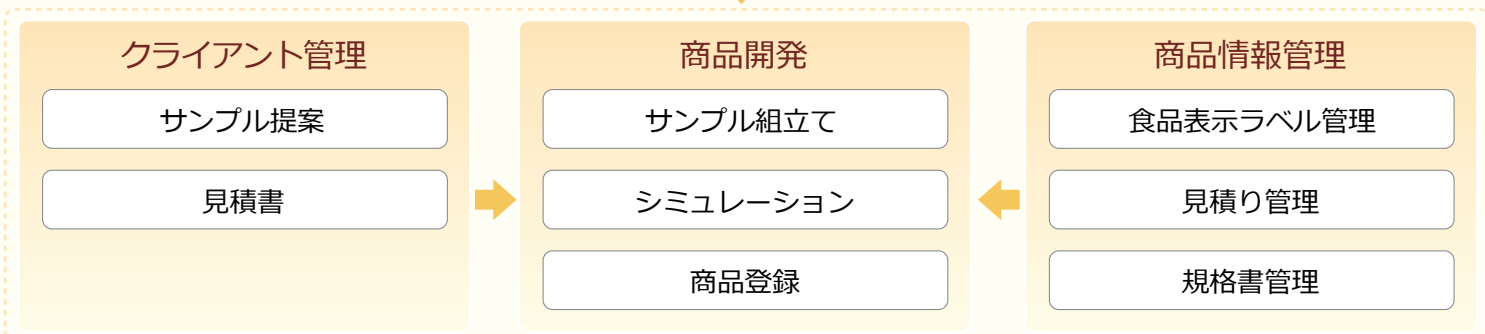 クライアント管理
サンプル提案
見積書
商品開発
サンプル組立て
シミュレーション
商品登録
商品情報管理
食品表示ラベル管理
見積り管理
規格書管理